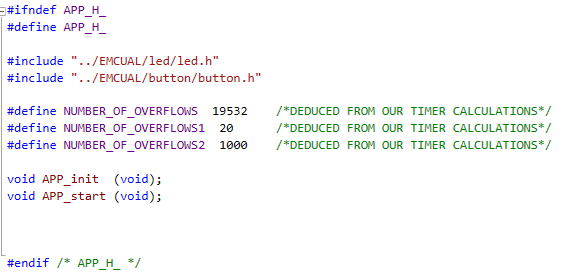 #ifndef APP_H_
#define APP_H_
#include "../EMCUAL/led/led.h"
#include "../EMCUAL/button/button.h"
#define NUMBER_OF_OVERFLOWS  19532    /*DEDUCED FROM OUR TIMER CALCULATIONS*/
#define NUMBER_OF_OVERFLOWS1  20      /*DEDUCED FROM OUR TIMER CALCULATIONS*/
#define NUMBER_OF_OVERFLOWS2  1000    /*DEDUCED FROM OUR TIMER CALCULATIONS*/
void APP_init  (void);
void APP_start (void);
#endif /* APP_H_ */